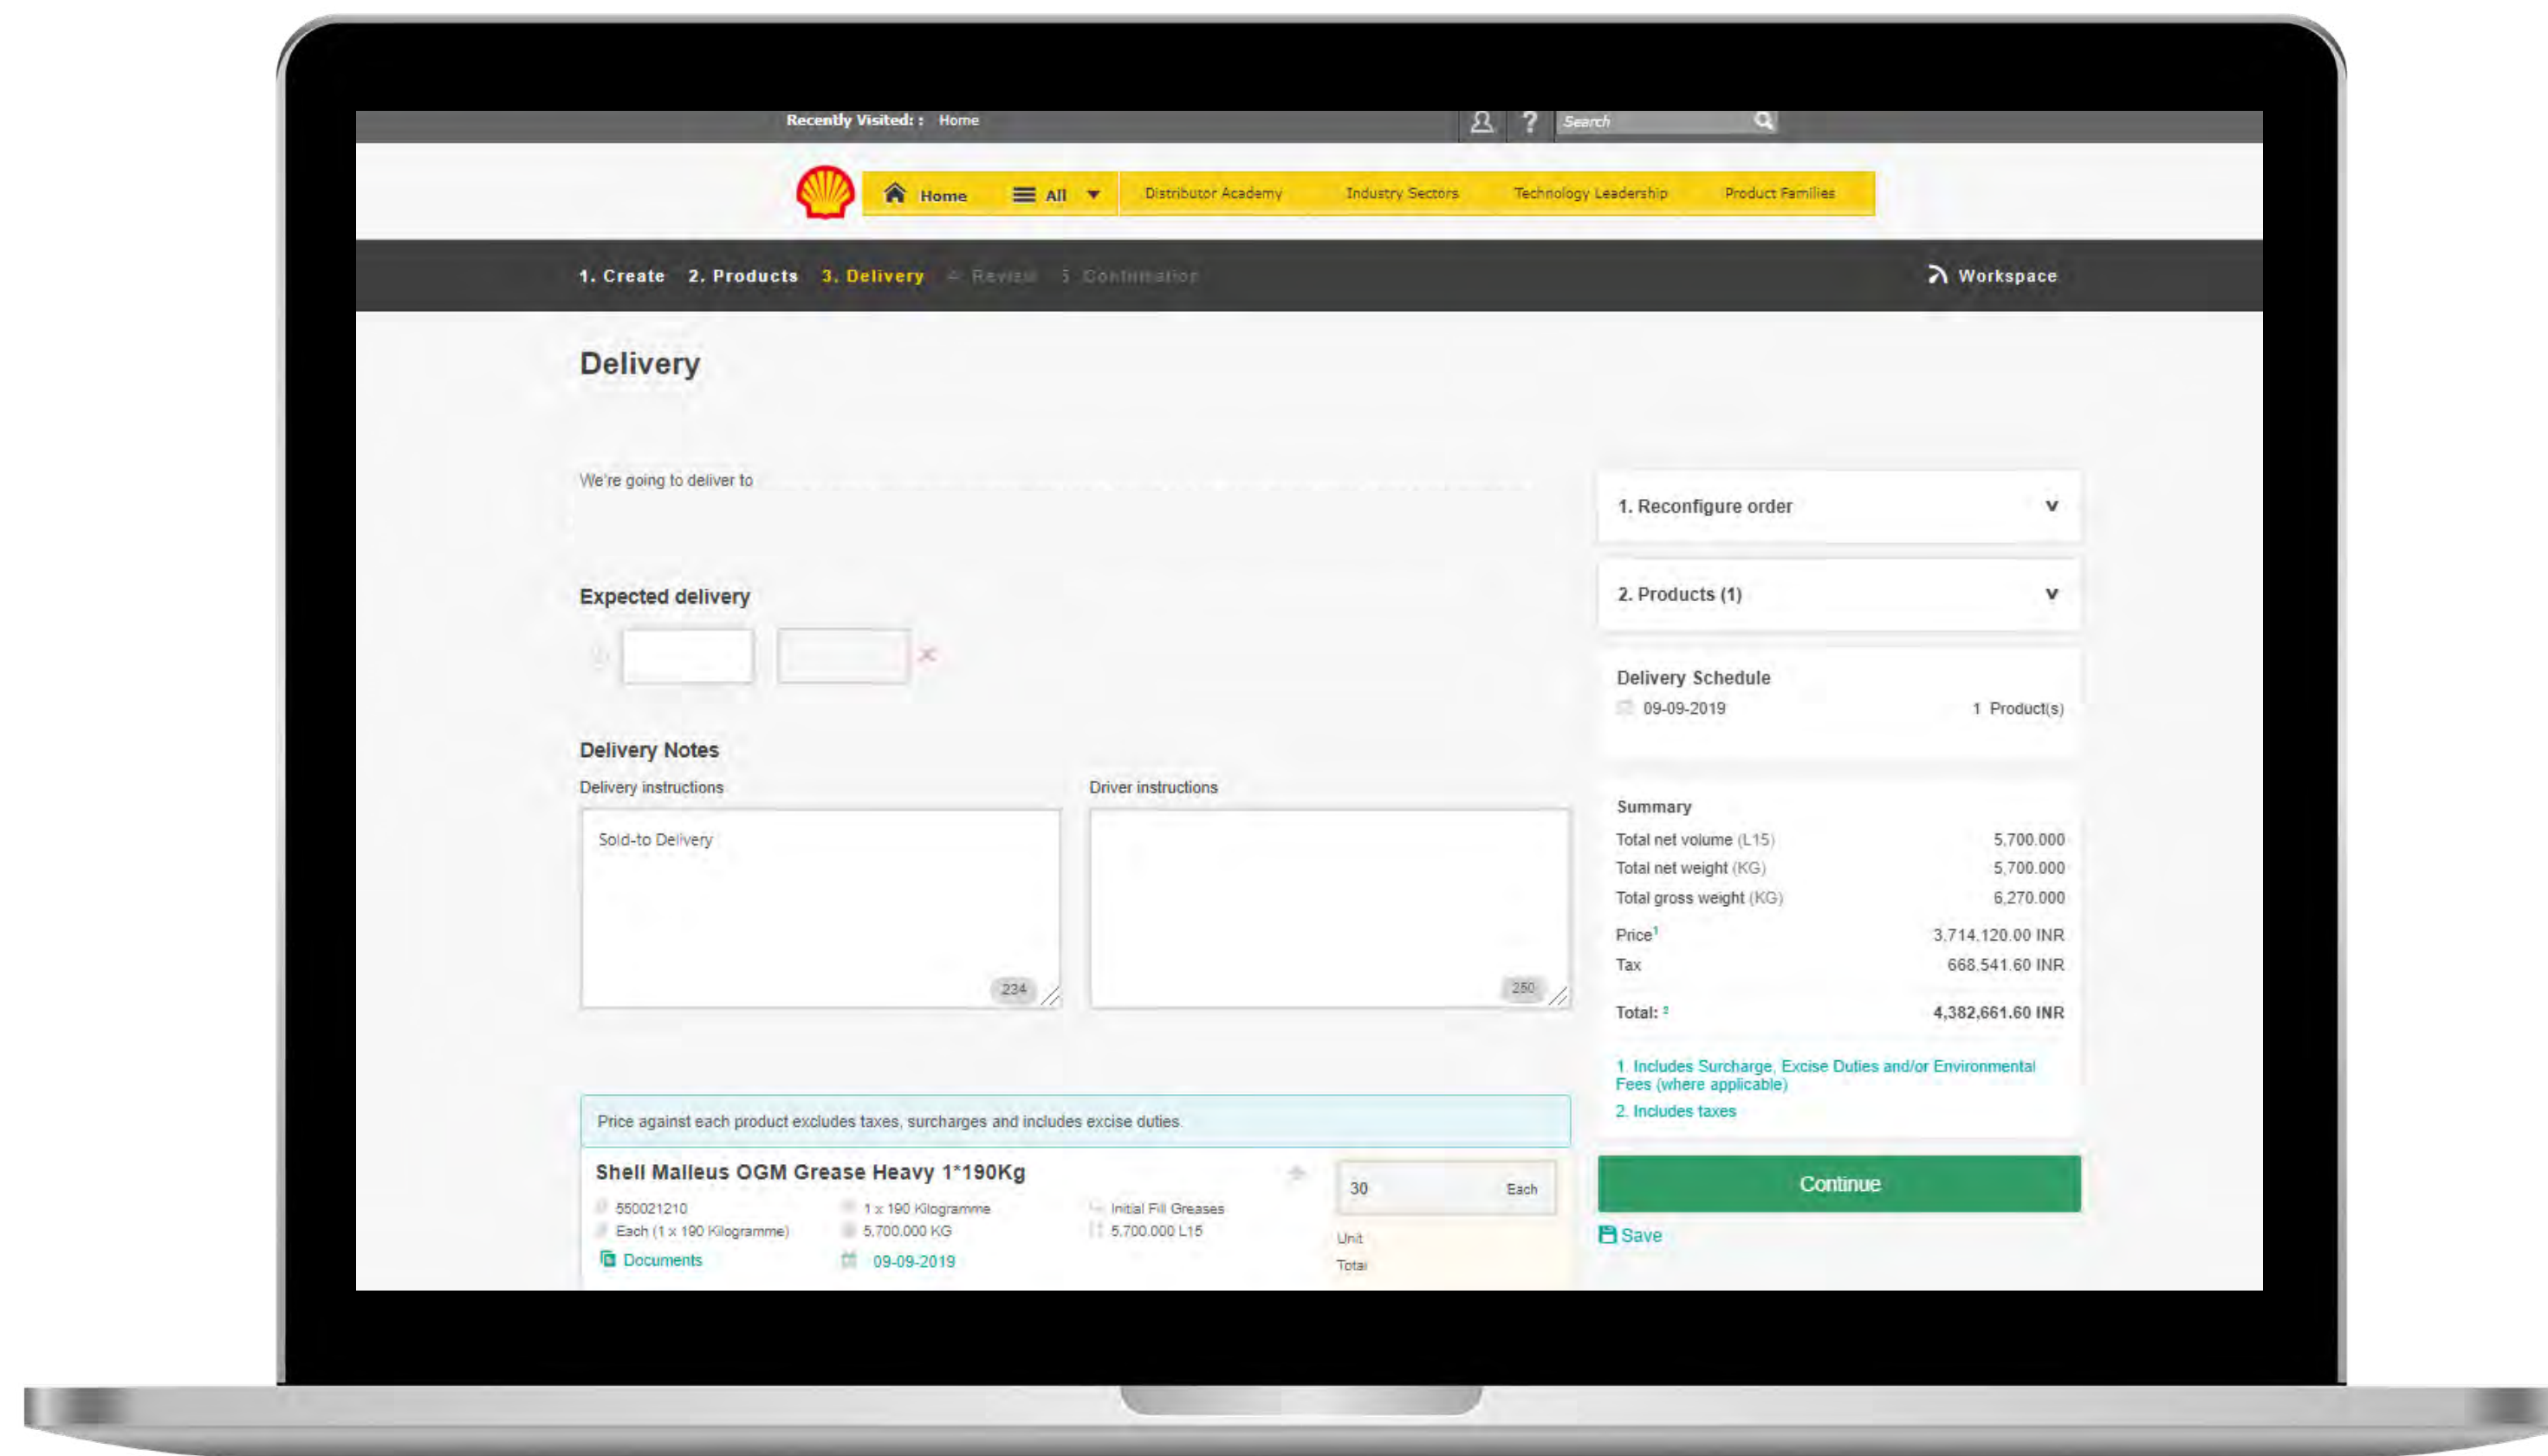 Recently Visited: : Home
? Search
Home All Distributor Academy Industry Sectors Technology Leadership Product Families
1. Create 2. Products 3. Delivery 4. Review 5. Confirmation
Workspace
Delivery
We're going to deliver to
Expected delivery
Delivery Notes
Delivery instructions Driver instructions
Sold-to Delivery
234 250
Price against each product excludes taxes, surcharges and includes excise duties.
Shell Malleus OGM Grease Heavy 1*190Kg
550021210 1 x 190 Kilogramme Initial Fill Greases
Each (1 x 190 Kilogramme) 5,700.000 KG 5,700.000 L15
Documents 09-09-2019
30 Each
Unit
Total
1. Reconfigure order
2. Products (1)
Delivery Schedule
09-09-2019 1 Product(s)
Summary
Total net volume (L15) 5,700.000
Total net weight (KG) 5,700.000
Total gross weight (KG) 6,270.000
Price1 3,714,120.00 INR
Tax 668,541.60 INR
Total: 2 4,382,661.60 INR
1. Includes Surcharge, Excise Duties and/or Environmental
Fees (where applicable)
2. Includes taxes
Continue
Save